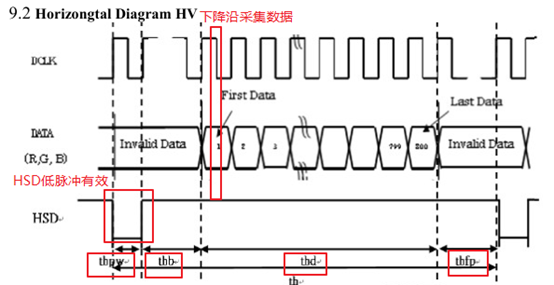 9.2 Horizongtal Diagram HV 下降沿采集数据
DCLK
First Data
Last Data
DATA
(R,G, B)
Invalid Data
1
2
3
799
800
Invalid Data
HSD低脉冲有效
HSD
thpw
thb
thd
thfp
th